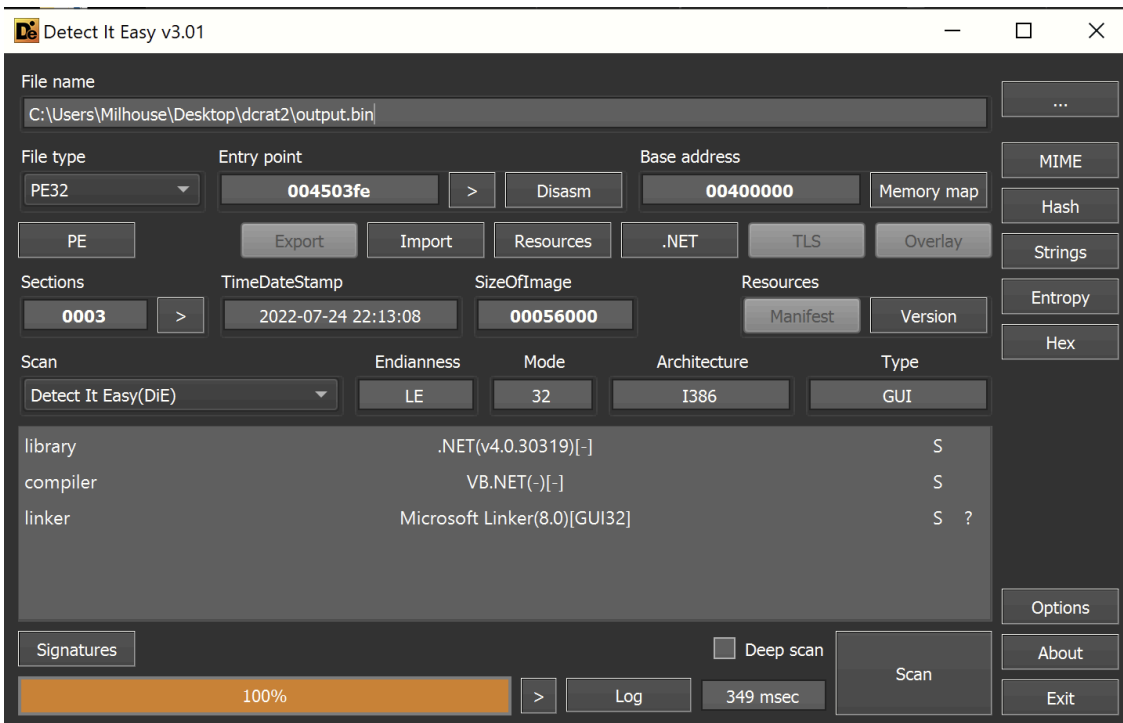 Detect It Easy v3.01
File name
C:\Users\Milhouse\Desktop\dcrat2\output.bin
...
File type Entry point Base address
PE32 004503fe > Disasm 00400000 Memory map
MIME
Hash
PE Export Import Resources .NET TLS Overlay
Strings
Sections TimeDateStamp SizeOfImage Resources
0003 > 2022-07-24 22:13:08 00056000 Manifest Version
Entropy
Hex
Scan Endianness Mode Architecture Type
Detect It Easy(DiE) LE 32 I386 GUI
library .NET(v4.0.30319)[-] S
compiler VB.NET(-)[-] S
linker Microsoft Linker(8.0)[GUI32] S ?
Options
Signatures Deep scan Scan About
100% > Log 349 msec Exit